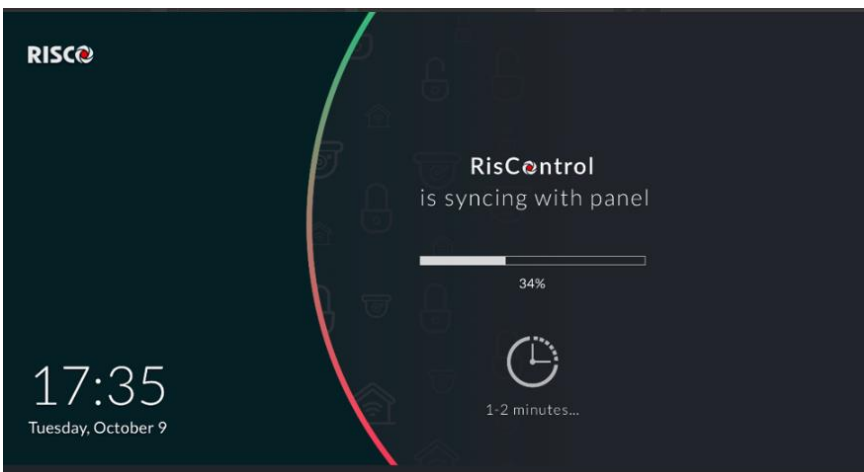 RISCO
RisControl
is syncing with panel
34%
1-2 minutes...
17:35
Tuesday, October 9